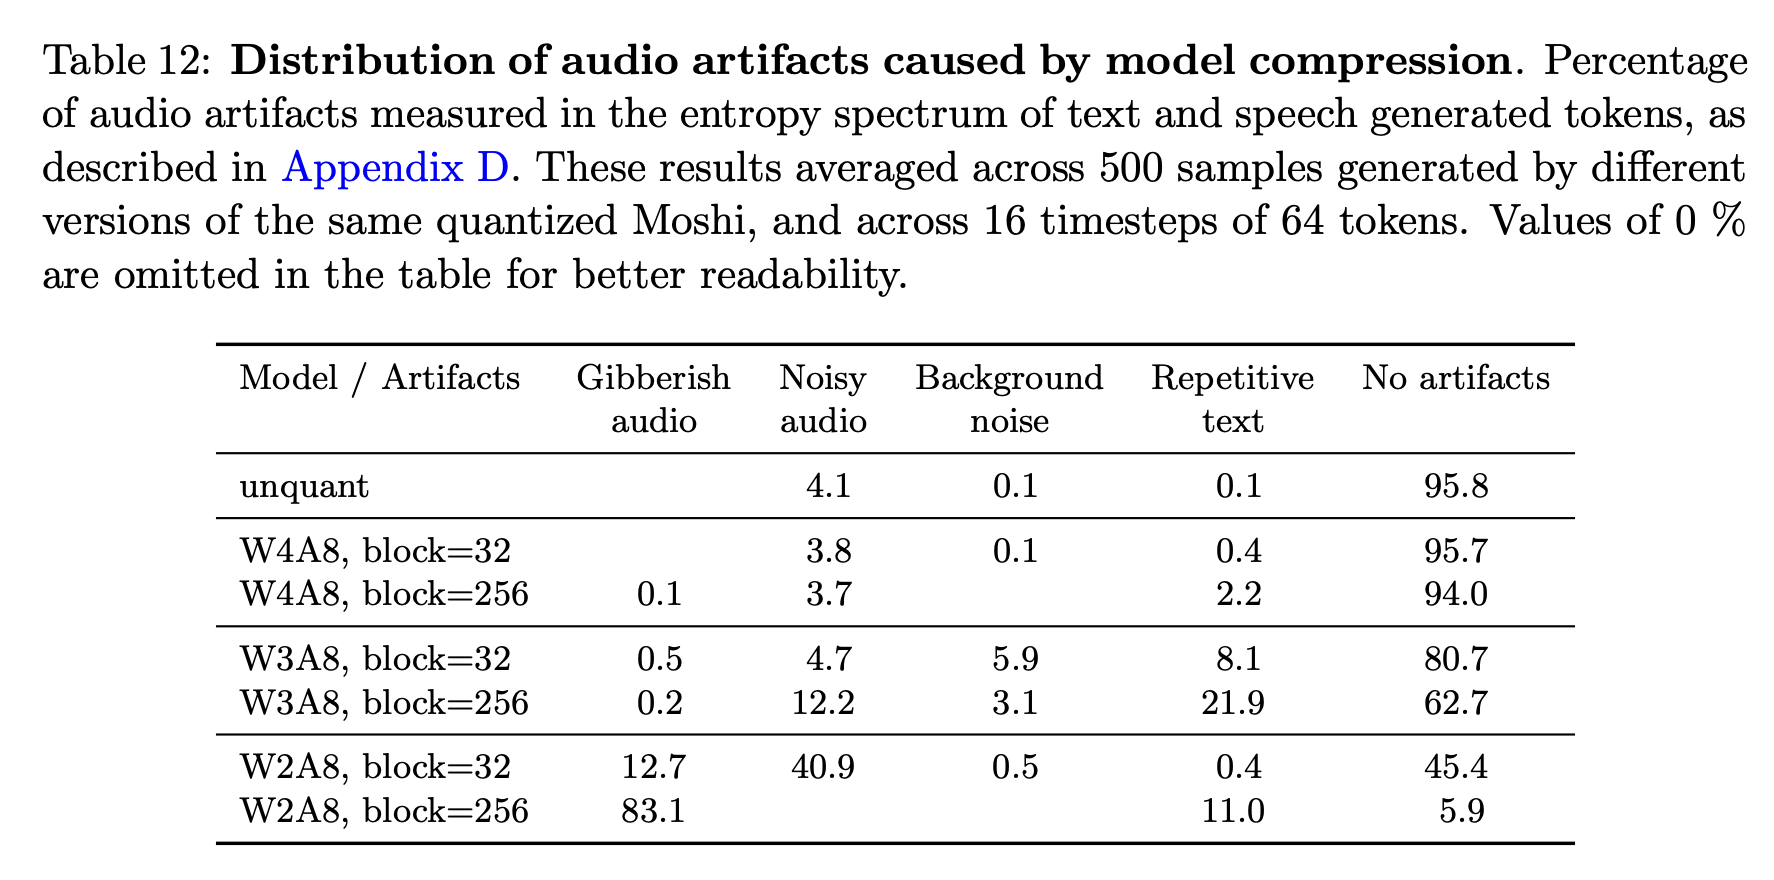 Table 12: Distribution of audio artifacts caused by model compression. Percentage
of audio artifacts measured in the entropy spectrum of text and speech generated tokens, as
described in Appendix D. These results averaged across 500 samples generated by different
versions of the same quantized Moshi, and across 16 timesteps of 64 tokens. Values of 0 %
are omitted in the table for better readability.
Model / Artifacts Gibberish Noisy Background Repetitive No artifacts
audio audio noise text
unquant 4.1 0.1 0.1 95.8
W4A8, block=32 3.8 0.1 0.4 95.7
W4A8, block=256 0.1 3.7 2.2 94.0
W3A8, block=32 0.5 4.7 5.9 8.1 80.7
W3A8, block=256 0.2 12.2 3.1 21.9 62.7
W2A8, block=32 12.7 40.9 0.5 0.4 45.4
W2A8, block=256 83.1 11.0 5.9